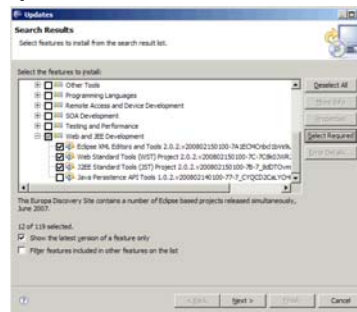 Updates
Search Results
Select features to install from the search result list.
Select the features to install:
Other Tools
Programming Languages
Remote Access and Device Development
SOA Development
Testing and Performance
Web and JEE Development
Eclipse XML Editors and Tools 2.0.2.v200802150100
Web Standard Tools (WST) Project 2.0.2.v200802150100
J2EE Standard Tools (JST) Project 2.0.2.v200802150100
Java Persistence API Tools 1.0.2.v200802140100
Deselect All
More Info
Properties
Select Required
Error Details...
The Europa Discovery Site contains a number of Eclipse based projects released simultaneously,
June 2007.
12 of 119 selected.
Show the latest version of a feature only
Filter features included in other features on the list
< Back
Next >
Finish
Cancel